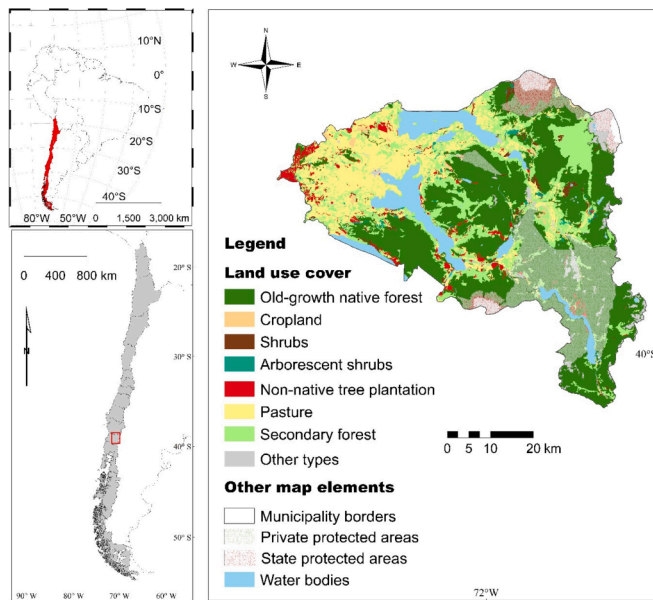 10°N
0°
10°S
20°S
30°S
40°S
80°W 50°W 0 1,500 3,000 km
0 400 800 km
20° S
N
30° S
40° S
50° S
90° W 80° W 70° W 60° W
N
W E
S
Legend
Land use cover
Old-growth native forest
Cropland
Shrubs
Arborescent shrubs
Non-native tree plantation
Pasture
Secondary forest
Other types
Other map elements
Municipality borders
Private protected areas
State protected areas
Water bodies
40°S
0 5 10 20 km
72°W